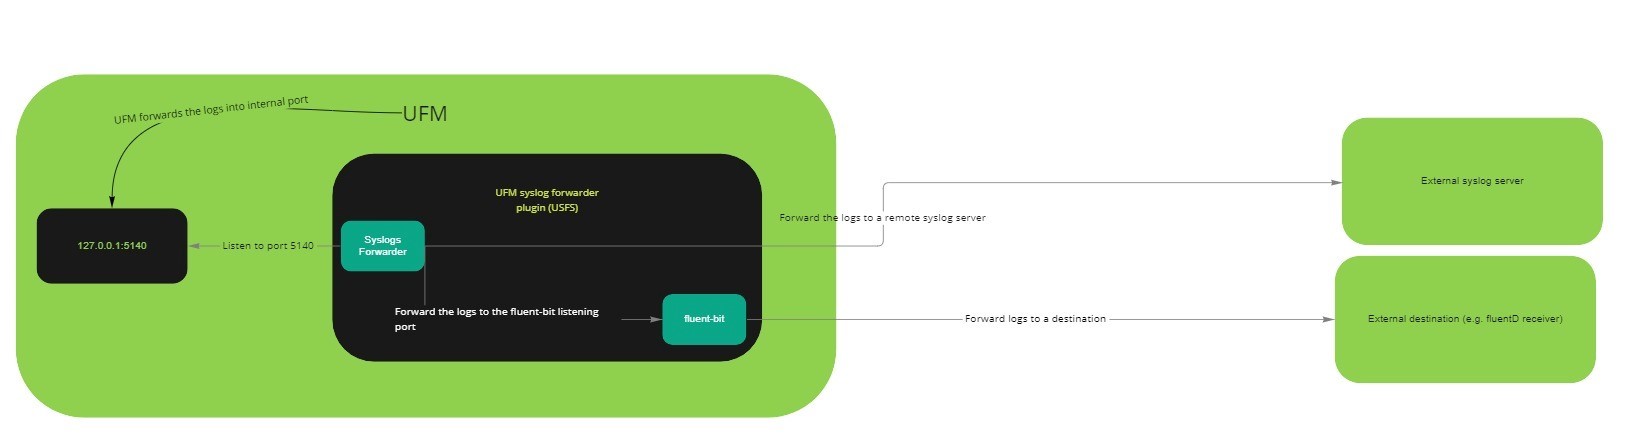 UFM forwards the logs into internal port
UFM
UFM syslog forwarder
plugin (USFS)
127.0.0.1:5140
Listen to port 5140
Syslogs
Forwarder
Forward the logs to a remote syslog server
External syslog server
Forward the logs to the fluent-bit listening
port
fluent-bit
Forward logs to a destination
External destination (e.g. fluentD receiver)